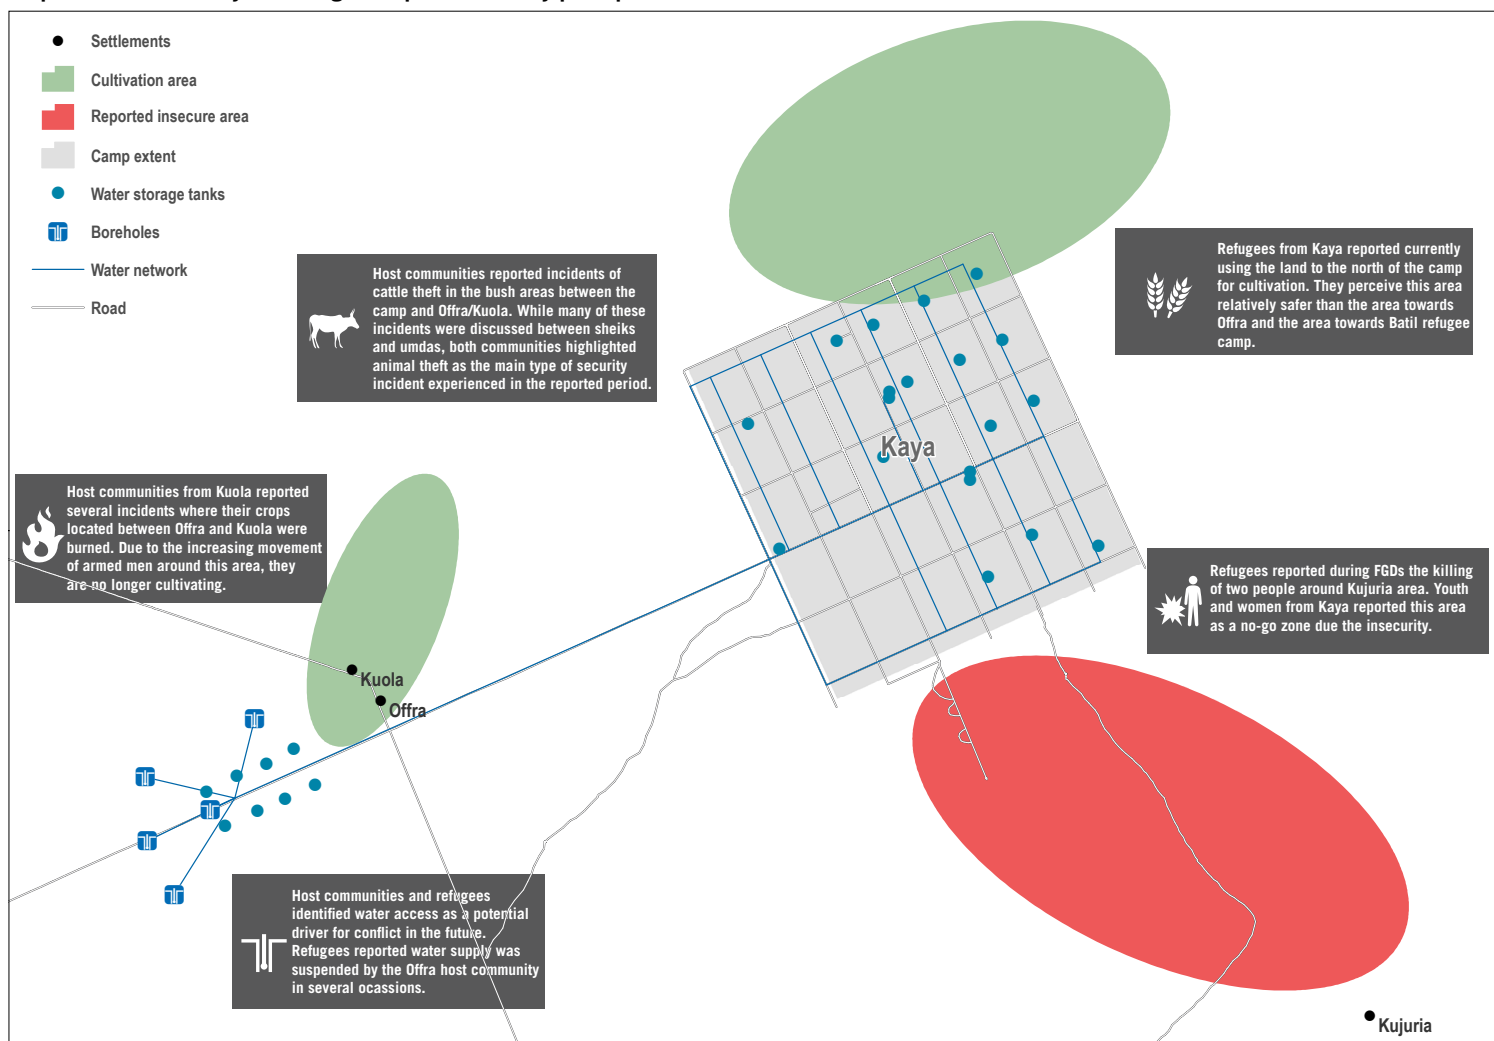 Settlements
Cultivation area
Reported insecure area
Camp extent
Water storage tanks
Boreholes
Water network
Road
Host communities reported incidents of
cattle theft in the bush areas between the
camp and Offra/Kuola. While many of these
incidents were discussed between sheiks
and umdas, both communities highlighted
animal theft as the main type of security
incident experienced in the reported period.
Refugees from Kaya reported currently
using the land to the north of the camp
for cultivation. They perceive this area
relatively safer than the area towards
Offra and the area towards Batil refugee
camp.
Kaya
Host communities from Kuola reported
several incidents where their crops
located between Offra and Kuola were
burned. Due to the increasing movement
of armed men around this area, they
are no longer cultivating.
Refugees reported during FGDs the killing
of two people around Kujuria area. Youth
and women from Kaya reported this area
as a no-go zone due the insecurity.
Kuola
Offra
Host communities and refugees
identified water access as a potential
driver for conflict in the future.
Refugees reported water supply was
suspended by the Offra host community
in several ocassions.
Kujuria